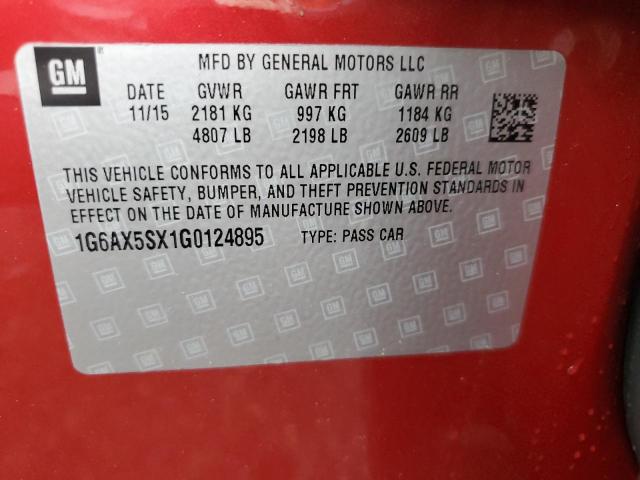 GM
MFD BY GENERAL MOTORS LLC
DATE GVWR GAWR FRT GAWR RR
11/15 2181 KG 997 KG 1184 KG
4807 LB 2198 LB 2609 LB
THIS VEHICLE CONFORMS TO ALL APPLICABLE U.S. FEDERAL MOTOR
VEHICLE SAFETY, BUMPER, AND THEFT PREVENTION STANDARDS IN
EFFECT ON THE DATE OF MANUFACTURE SHOWN ABOVE.
1G6AX5SX1G0124895 TYPE: PASS CAR